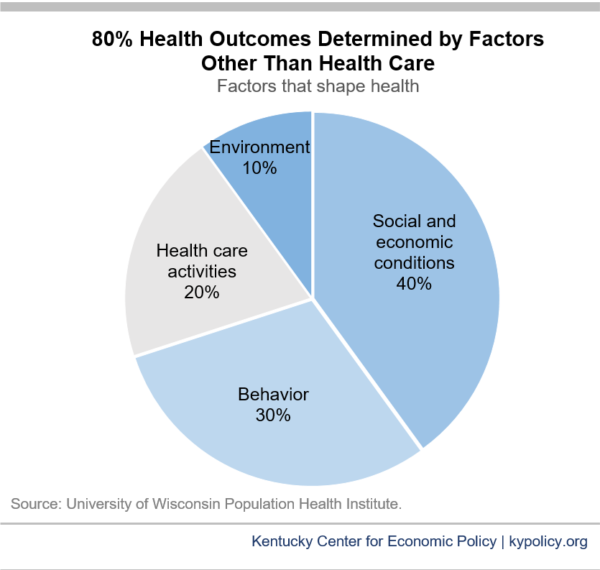 80% Health Outcomes Determined by Factors
Other Than Health Care
Factors that shape health
Environment
10%
Social and
economic
conditions
40%
Health care
activities
20%
Behavior
30%
Source: University of Wisconsin Population Health Institute.
Kentucky Center for Economic Policy | kypolicy.org